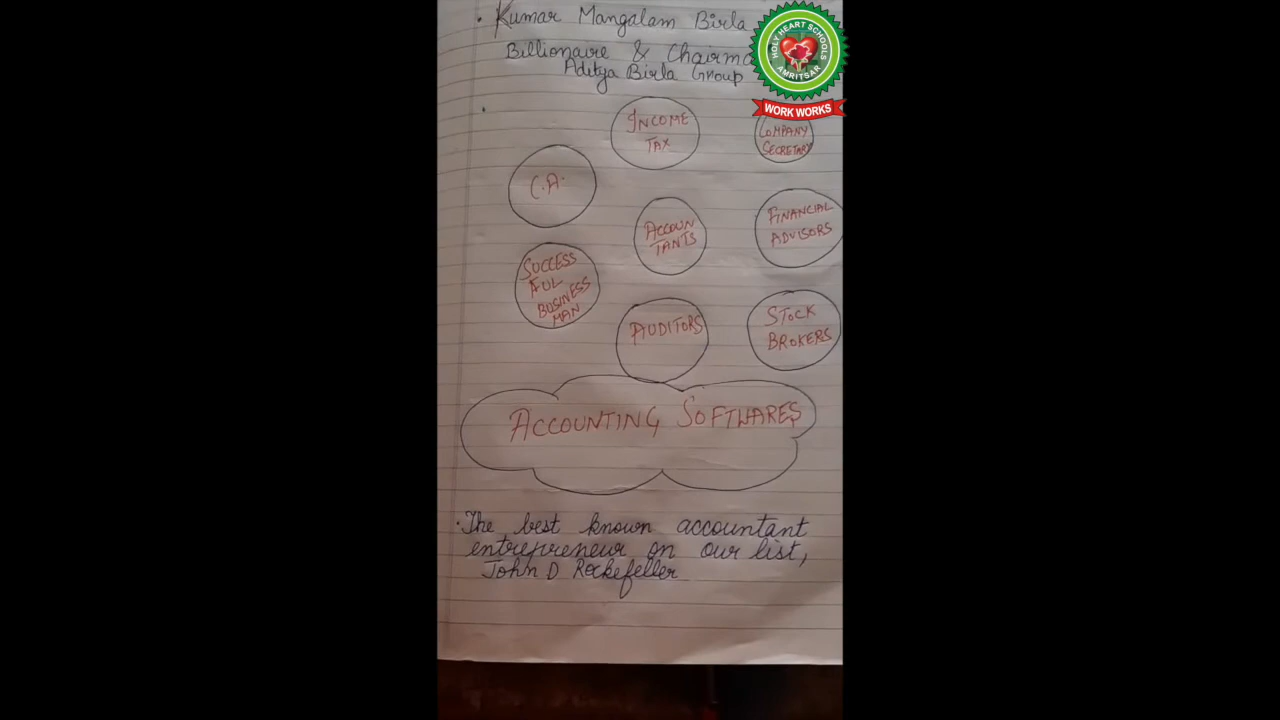 Kumar Mangalam Birla
Billionaire & Chairma
Aditya Birla Group
HOLY HEART SCHOOLS
AMRITSAR
WORK WORKS
INCOME
TAX
COMPANY
SECRETARY
C.A.
ACCOUN
TANTS
FINANCIAL
ADVISORS
SUCCESS
FUL
BUSINESS
MAN
AUDITORS
STOCK
BROKERS
ACCOUNTING SOFTWARES
The best known accountant
entrepreneur on our list,
John D Rockefeller